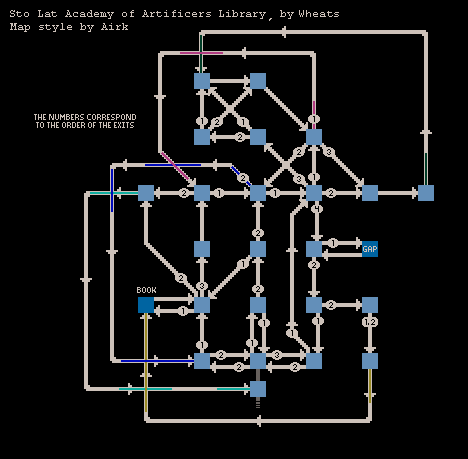 Sto Lat Academy of Artificers Library, by Wheats
Map style by Airk
THE NUMBERS CORRESPOND
TO THE ORDER OF THE EXITS
1 2 1
1 2 1
2 3
2 3 1
2 1 2 1 3 2
4
2 1
GAP
2 1 2
3 2
BOOK
1 2 1,2
1 1 1
1
2 3
2 2